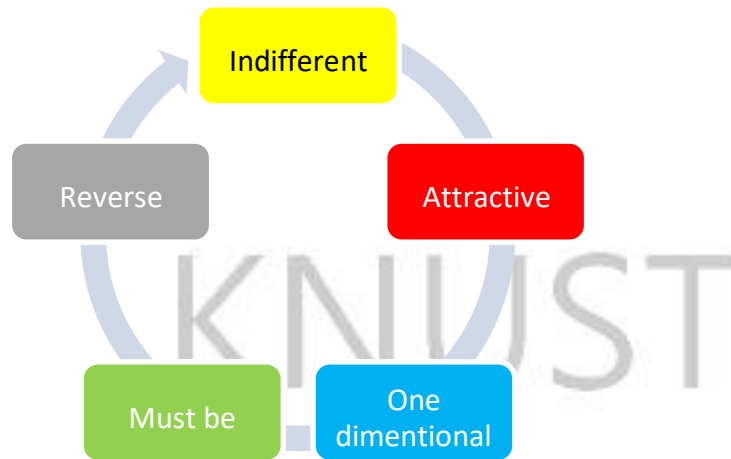 Indifferent
Attractive
One
dimentional
Must be
Reverse
KNUST